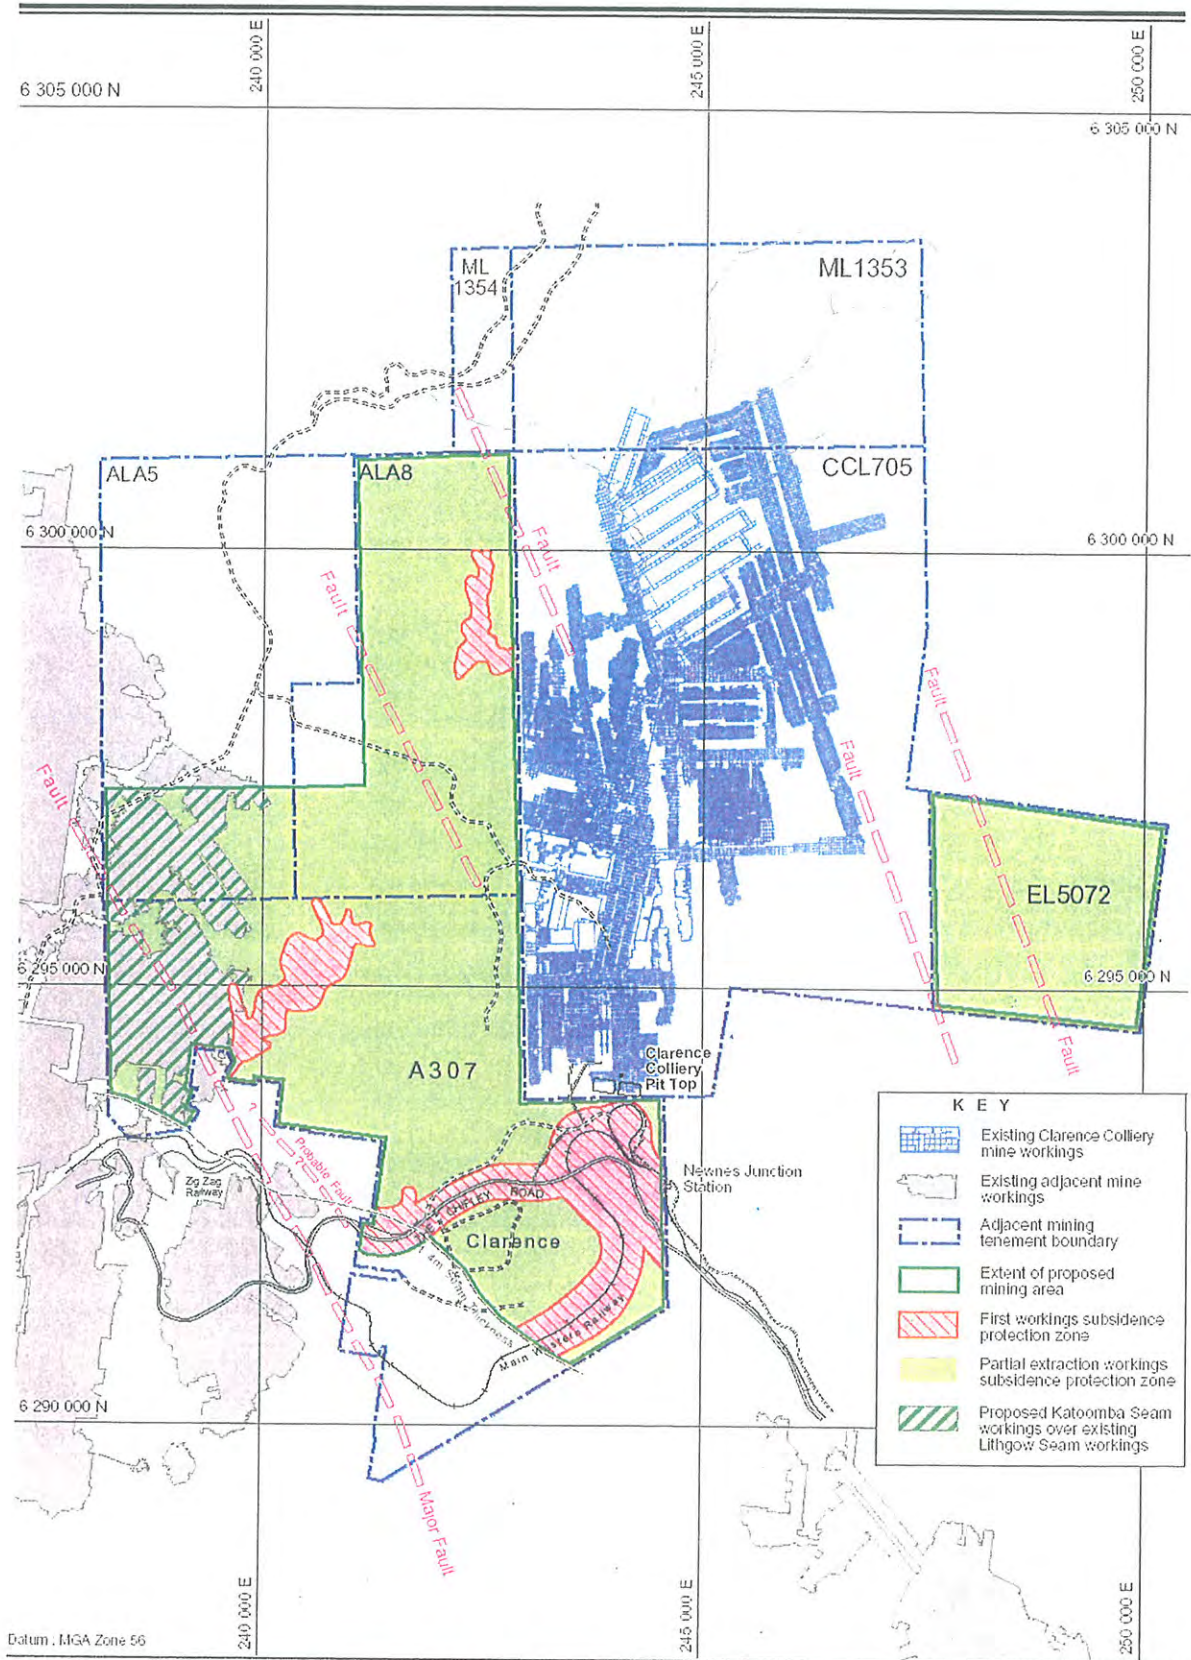 240 000 E
245 000 E
250 000 E
6 305 000 N
6 305 000 N
ML
1354
ML1353
ALA5
ALA8
CCL705
6 300 000 N
6 300 000 N
Fault
Fault
Fault
Fault
Fault
EL5072
6 295 000 N
6 295 000 N
A307
Clarence
Colliery
Pit Top
Fault
?
Probable Fault
?
Zig Zag
Railway
CHIFLEY ROAD
Newnes Junction
Station
Clarence
Main Western Railway
6 290 000 N
Major Fault
KEY
Existing Clarence Colliery
mine workings
Existing adjacent mine
workings
Adjacent mining
tenement boundary
Extent of proposed
mining area
First workings subsidence
protection zone
Partial extraction workings
subsidence protection zone
Proposed Katoomba Seam
workings over existing
Lithgow Seam workings
240 000 E
245 000 E
250 000 E
Datum : MGA Zone 56